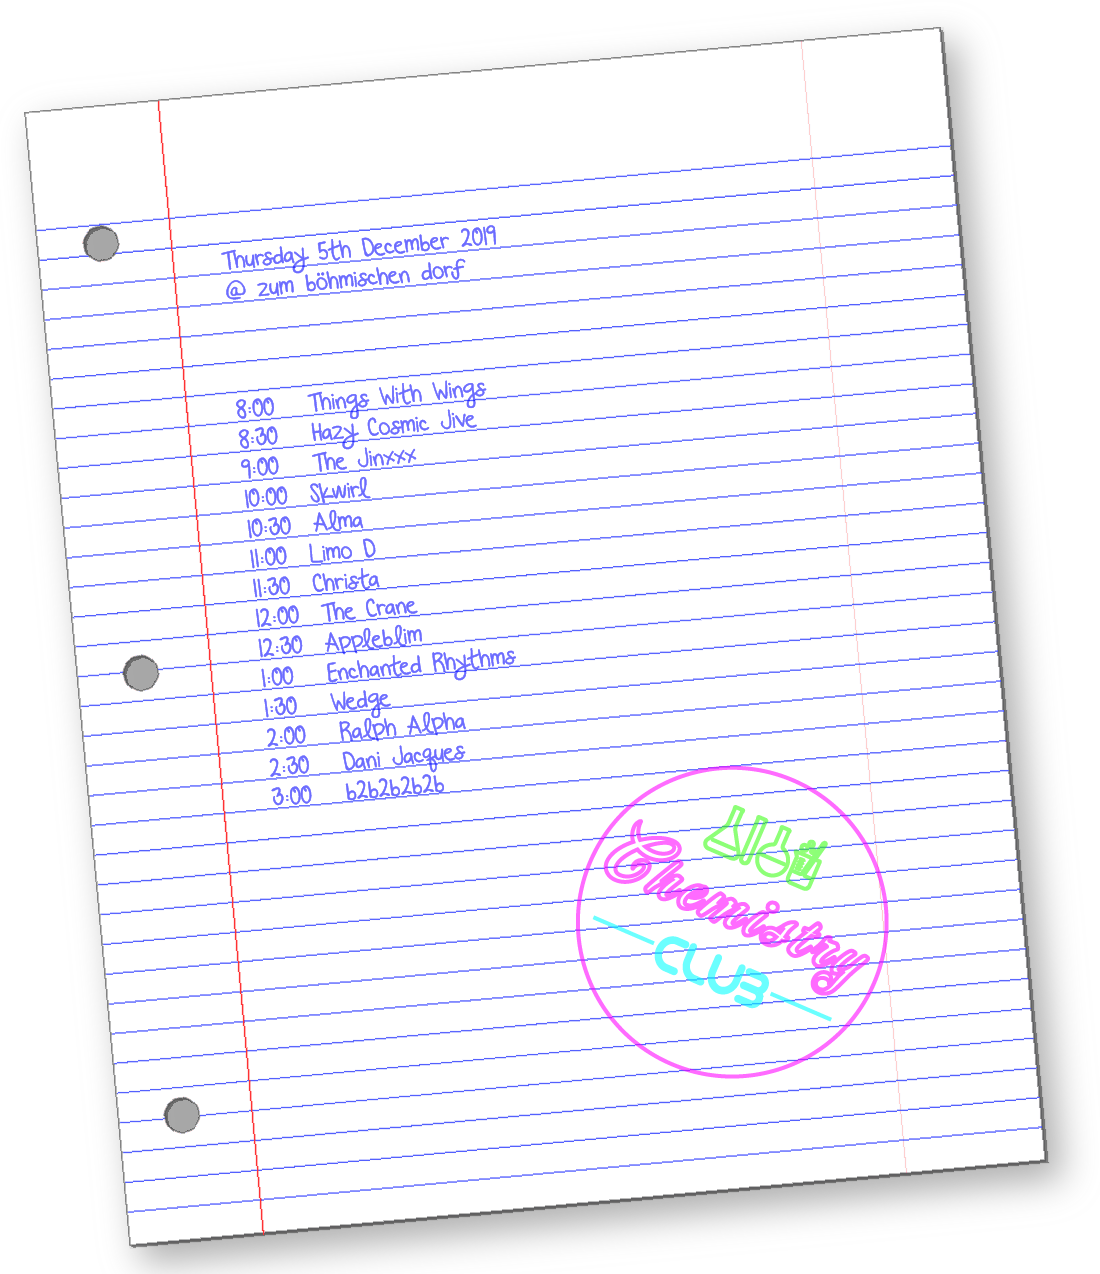 Thursday 5th December 2019
@ zum böhmischen dorf
8:00 Things With Wings
8:30 Hazy Cosmic Jive
9:00 The Jinxxx
10:00 Skwirl
10:30 Alma
11:00 Limo D
11:30 Christa
12:00 The Crane
12:30 Appleblim
1:00 Enchanted Rhythms
1:30 Wedge
2:00 Ralph Alpha
2:30 Dani Jacques
3:00 b2b2b2b2b
Chemistry
CLUB